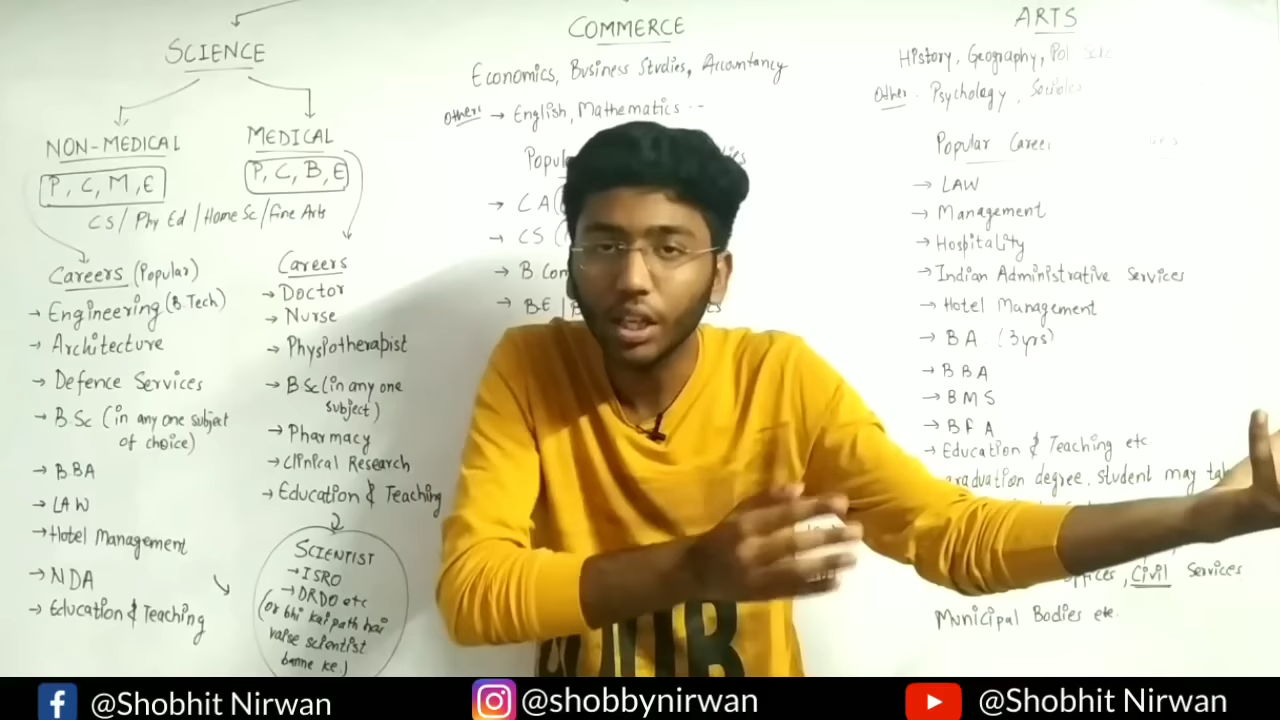 SCIENCE
NON-MEDICAL
P, C, M, E
MEDICAL
P, C, B, E
CS / Phy Ed / Home Sc / Fine Arts
Careers (Popular)
→ Engineering (B.Tech)
→ Architecture
→ Defence Services
→ B.Sc (in any one subject
of choice)
→ BBA
→ LAW
→ Hotel Management
→ NDA
→ Education & Teaching
Careers
→ Doctor
→ Nurse
→ Physiotherapist
→ B Sc (in any one
subject)
→ Pharmacy
→ Clinical Research
→ Education & Teaching
SCIENTIST
→ ISRO
→ DRDO etc
(or bhi kai path hai
vaise scientist
banne ke.)
COMMERCE
Economics, Business Studies, Accountancy
Others → English, Mathematics --
→ CA
→ CS
→ B Com
→ BE
ARTS
History, Geography, Pol
Other. Psychology,
Popular
→ LAW
→ Management
→ Hospitality
→ Indian Administrative Services
→ Hotel Management
→ BA (3yrs)
→ BBA
→ BMS
→ BFA
→ Education & Teaching etc.
degree, student may
Civil Services
Municipal Bodies etc.
@Shobhit Nirwan
@shobbynirwan
@Shobhit Nirwan